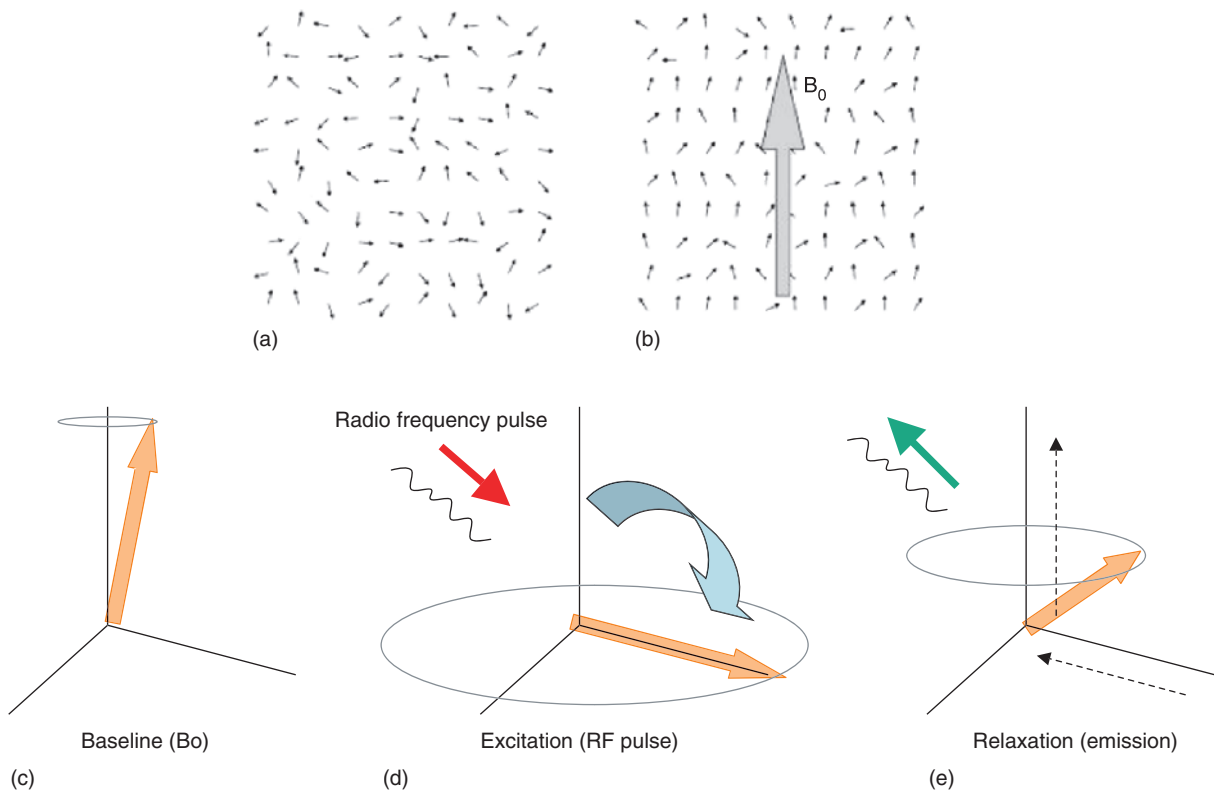 B₀
(a)
(b)
Radio frequency pulse
Baseline (Bo)
Excitation (RF pulse)
Relaxation (emission)
(c)
(d)
(e)